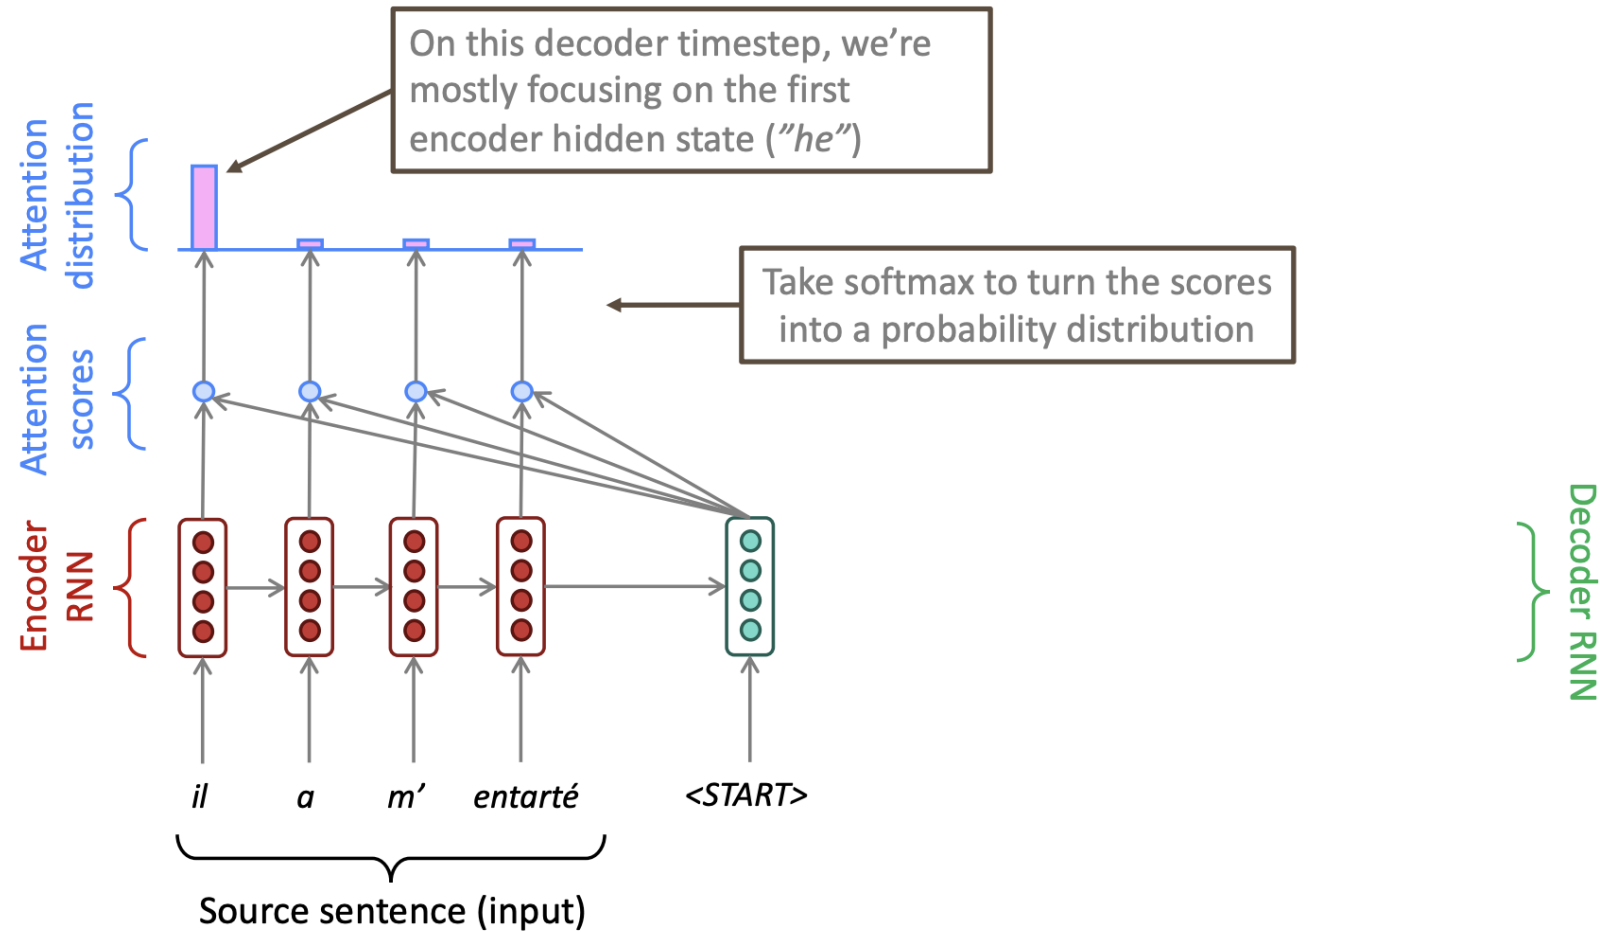 On this decoder timestep, we’re
mostly focusing on the first
encoder hidden state (”he”)
Attention
distribution
Take softmax to turn the scores
into a probability distribution
Attention
scores
Encoder
RNN
Decoder RNN
il a m’ entarté <START>
Source sentence (input)